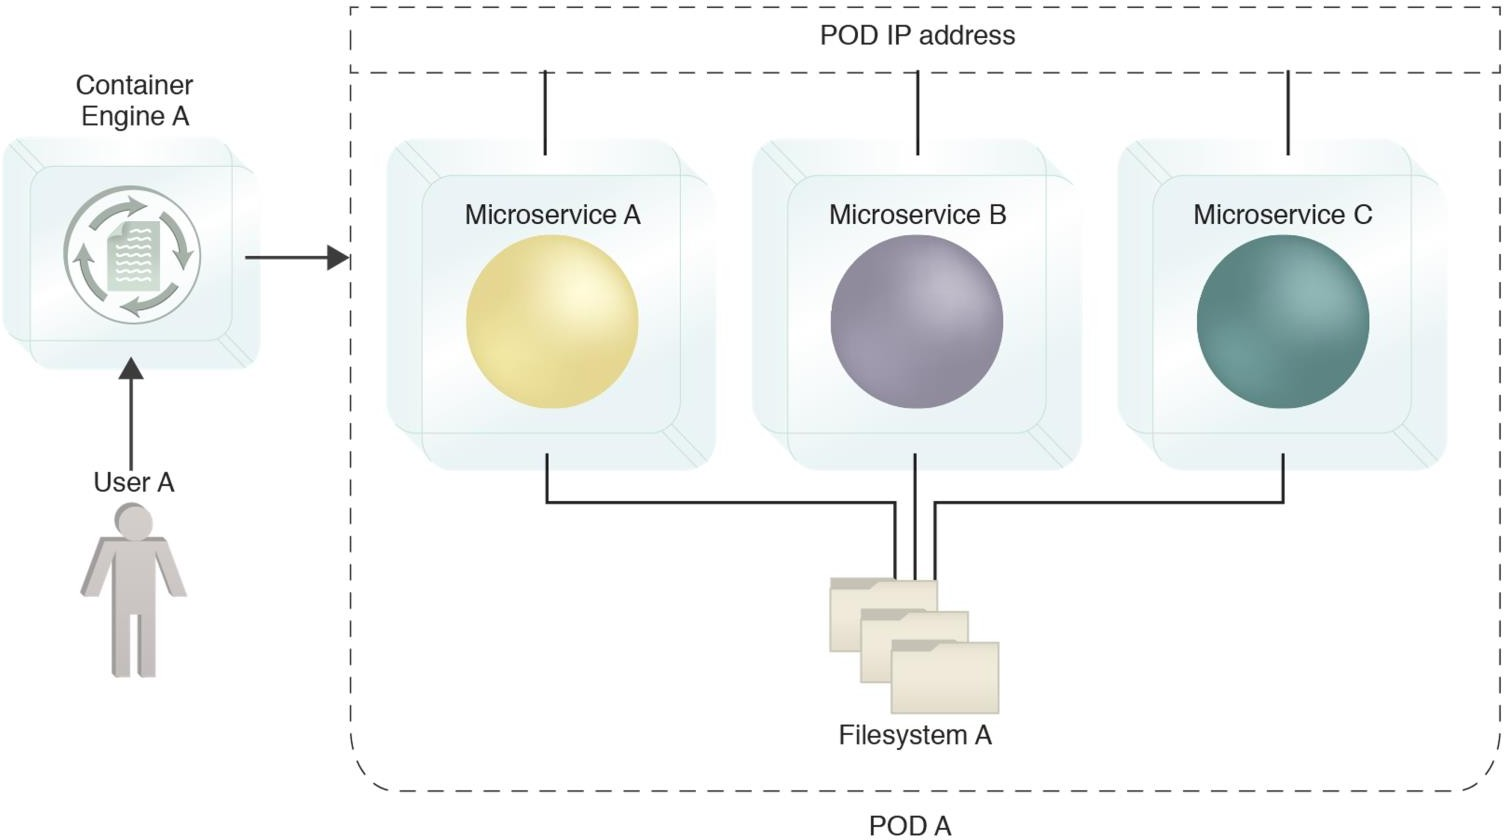 POD IP address
Container
Engine A
Microservice A
Microservice B
Microservice C
User A
Filesystem A
POD A